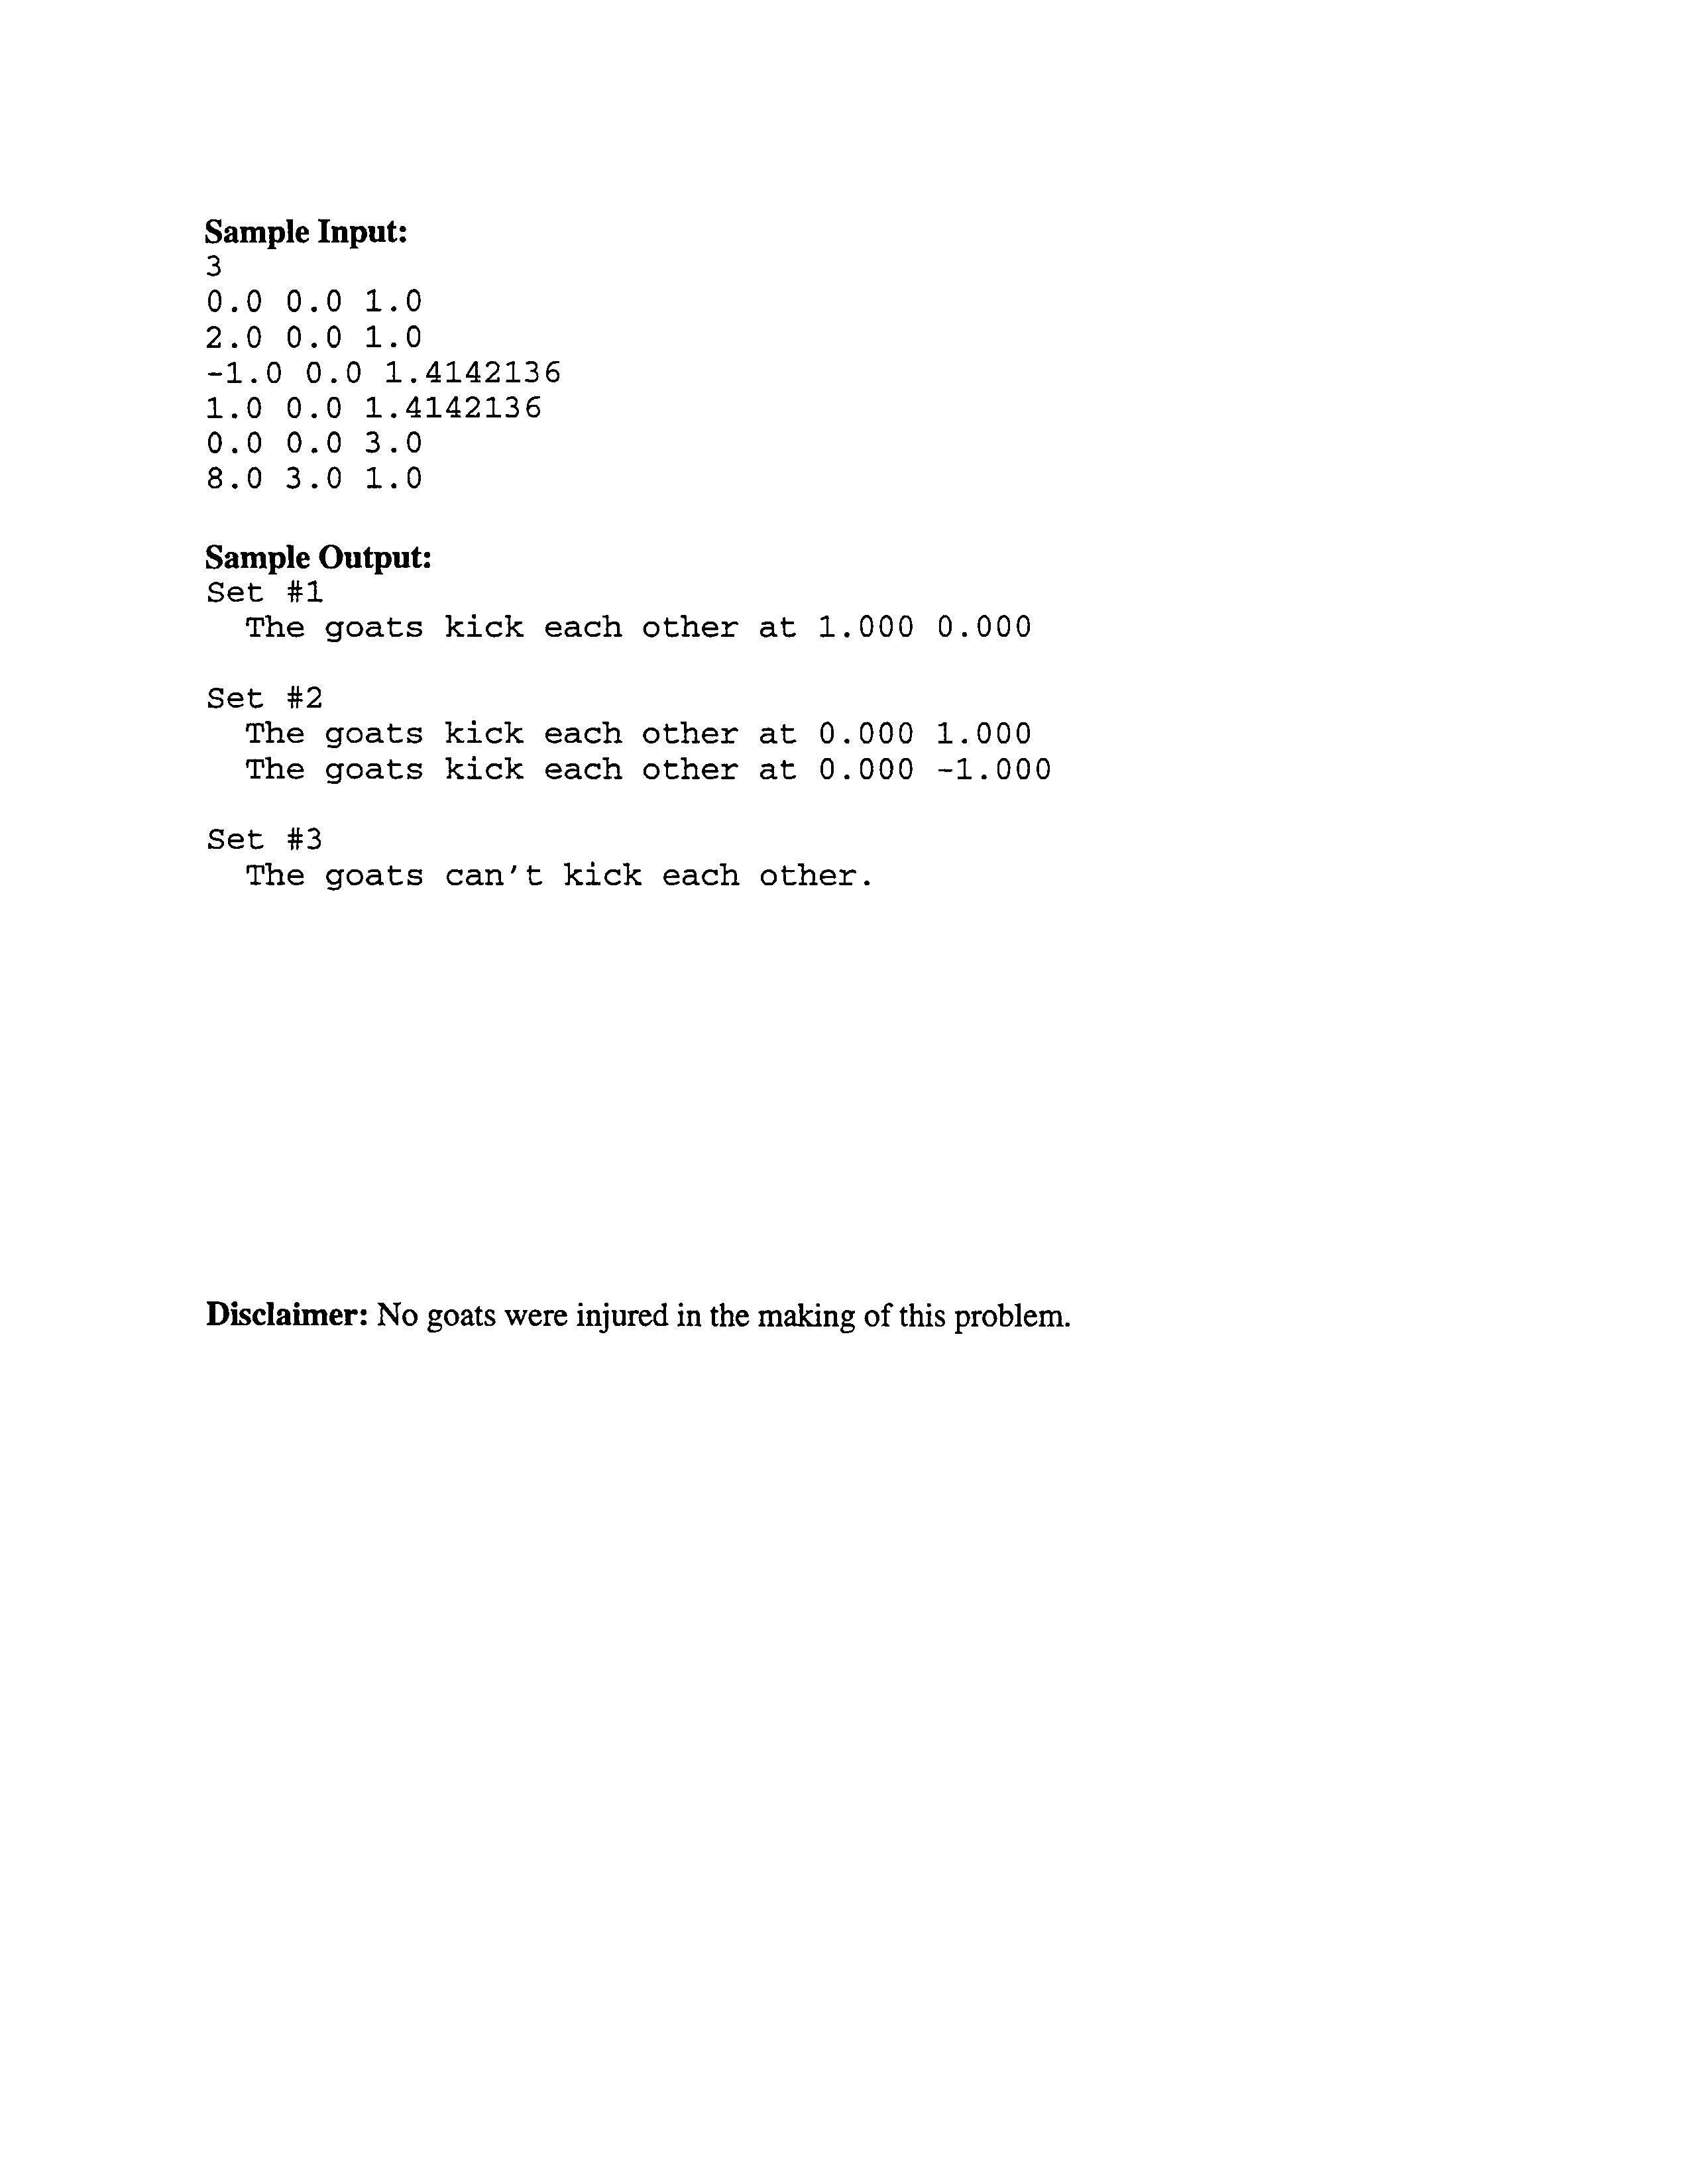 Sample Input:
3
0.0 0.0 1.0
2.0 0.0 1.0
-1.0 0.0 1.4142136
1.0 0.0 1.4142136
0.0 0.0 3.0
8.0 3.0 1.0
Sample Output:
Set #1
  The goats kick each other at 1.000 0.000
Set #2
  The goats kick each other at 0.000 1.000
  The goats kick each other at 0.000 -1.000
Set #3
  The goats can't kick each other.
Disclaimer: No goats were injured in the making of this problem.